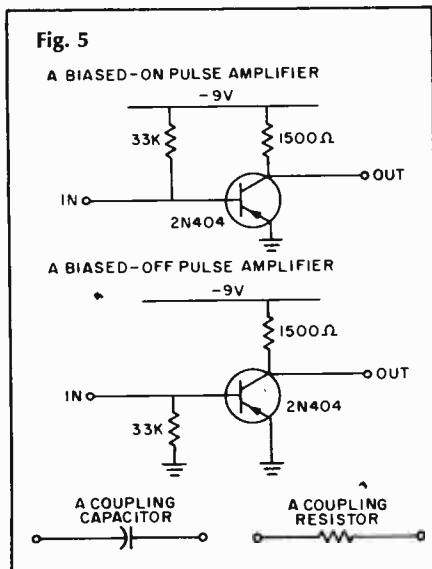 Fig. 5
A BIASED-ON PULSE AMPLIFIER
-9V
33K
1500Ω
OUT
IN
2N404
A BIASED-OFF PULSE AMPLIFIER
-9V
1500Ω
OUT
IN
2N404
33K
A COUPLING
CAPACITOR
A COUPLING
RESISTOR